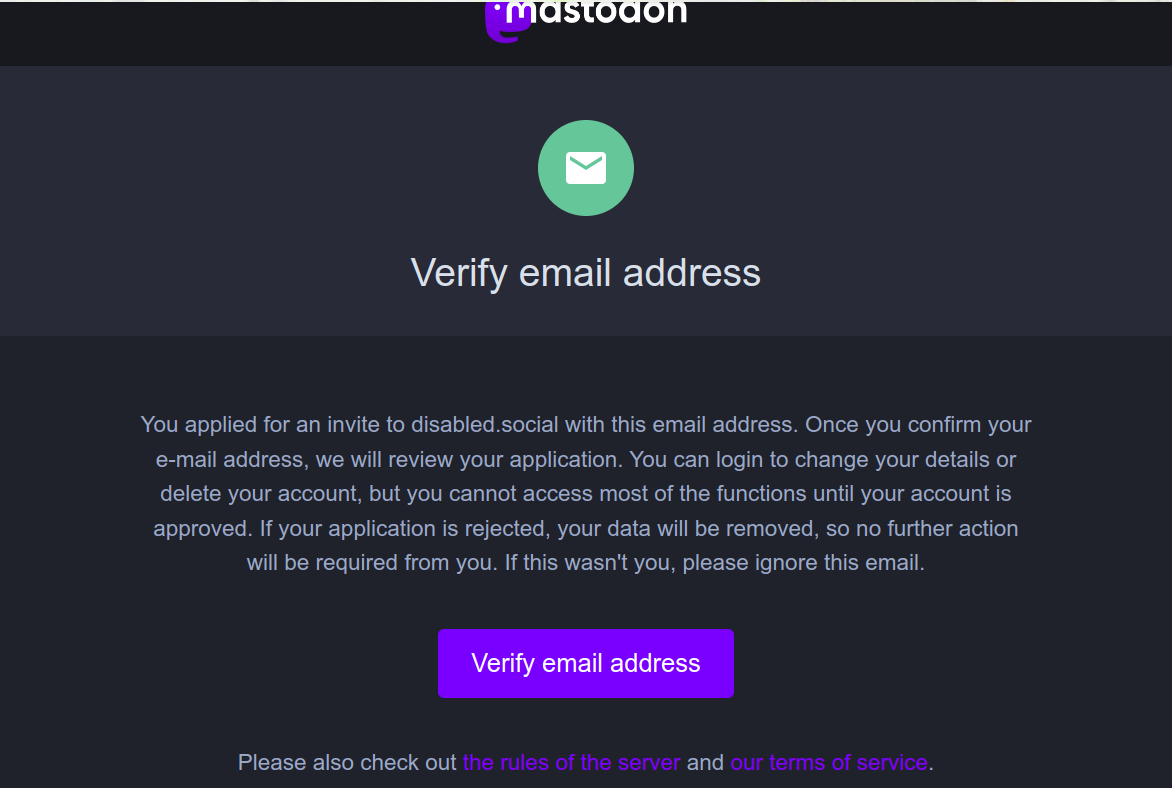 mastodon
Verify email address
You applied for an invite to disabled.social with this email address. Once you confirm your
e-mail address, we will review your application. You can login to change your details or
delete your account, but you cannot access most of the functions until your account is
approved. If your application is rejected, your data will be removed, so no further action
will be required from you. If this wasn't you, please ignore this email.
Verify email address
Please also check out the rules of the server and our terms of service.